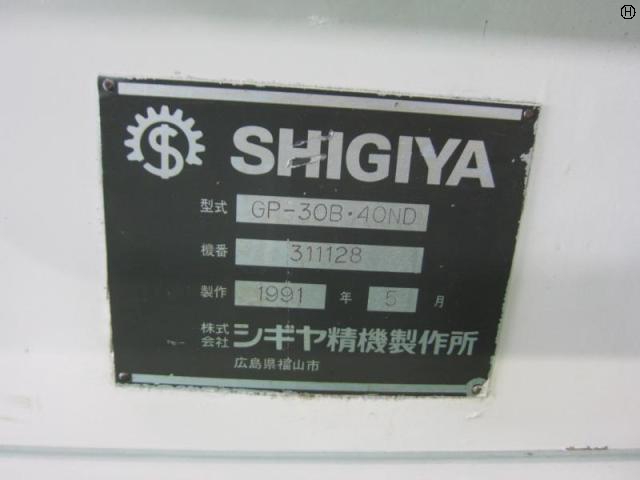 SHIGIYA
型式 GP-30B・40ND
機番 311128
製作 1991 年 5 月
株式会社 シギヤ精機製作所
広島県福山市
H